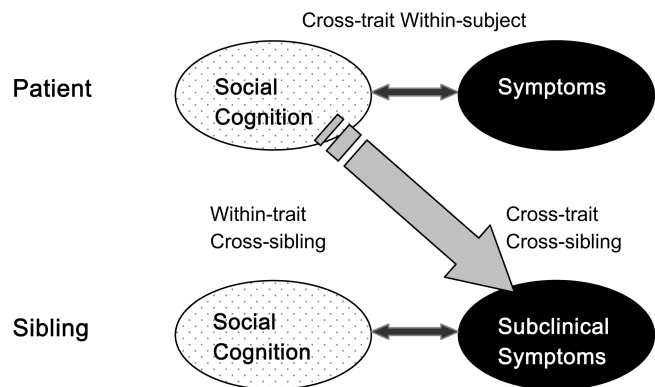 Cross-trait Within-subject
Patient
Social
Cognition
Symptoms
Within-trait
Cross-sibling
Cross-trait
Cross-sibling
Sibling
Social
Cognition
Subclinical
Symptoms